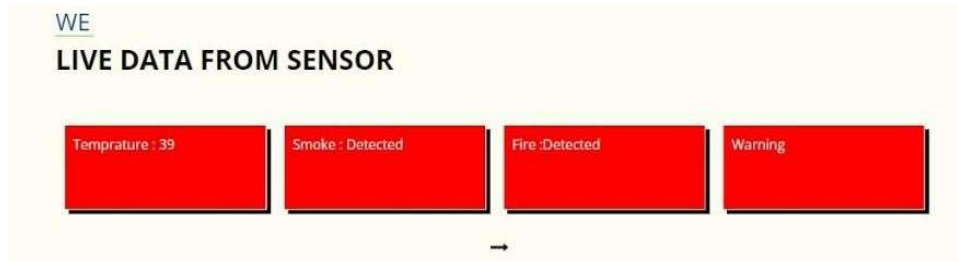 WE
LIVE DATA FROM SENSOR
Temprature : 39
Smoke : Detected
Fire :Detected
Warning